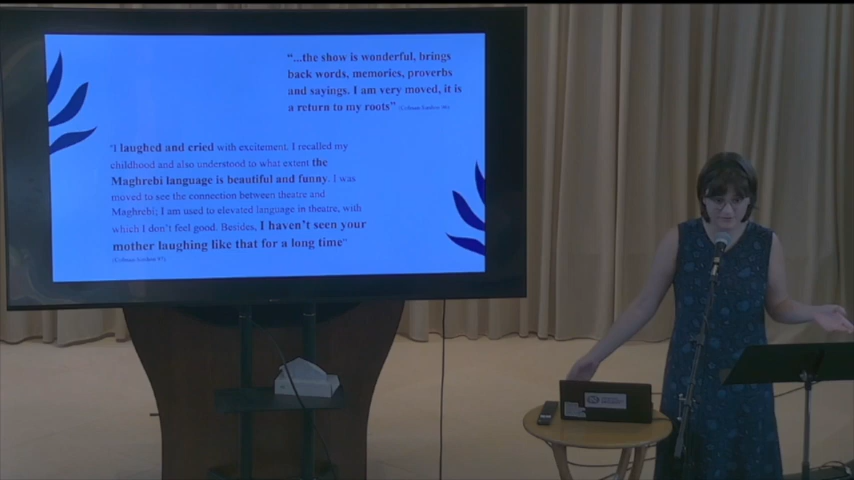 “...the show is wonderful, brings
back words, memories, proverbs
and sayings. I am very moved, it is
a return to my roots”
"I laughed and cried with excitement. I recalled my
childhood and also understood to what extent the
Maghrebi language is beautiful and funny. I was
moved to see the connection between theatre and
Maghrebi; I am used to elevated language in theatre, with
which I don't feel good. Besides, I haven't seen your
mother laughing like that for a long time"